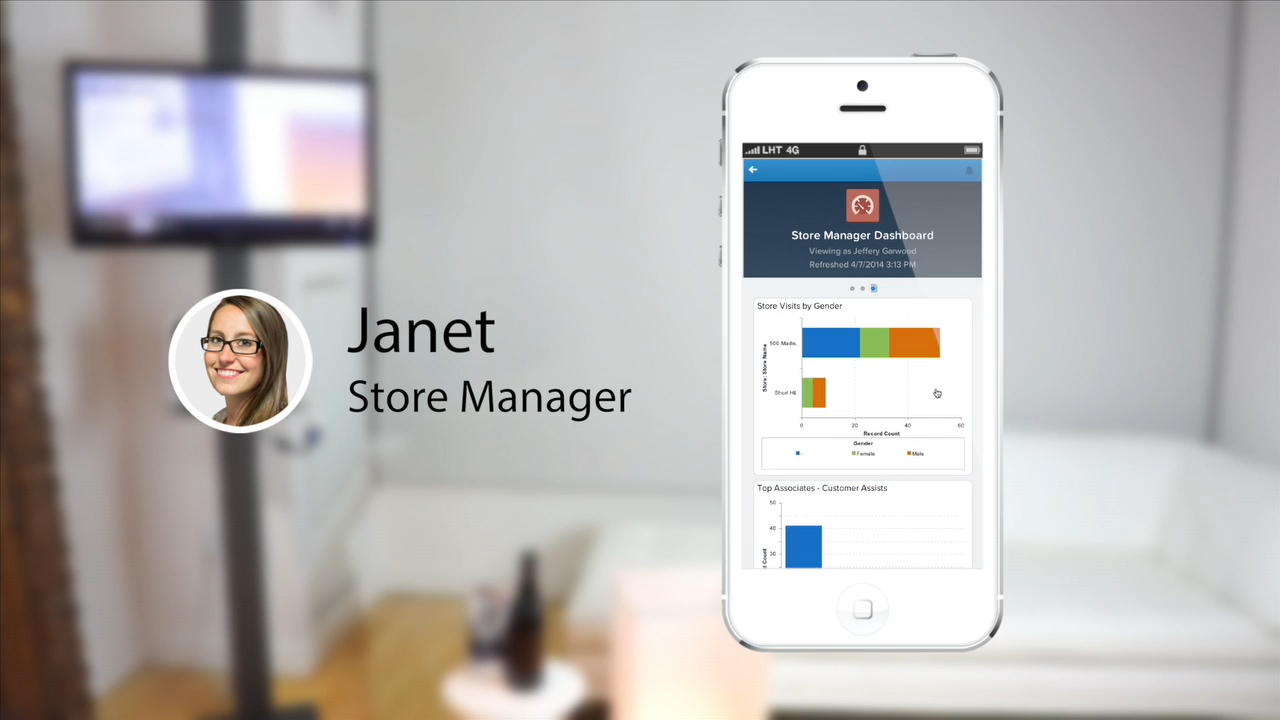 Janet
Store Manager
LHT 4G
Store Manager Dashboard
Viewing as Jeffery Garwood
Refreshed 4/7/2014 3:13 PM
Store Visits by Gender
Store: Store Name
500 Madis..
Short Hil..
0 20 40 60
Record Count
Gender
- Female Male
Top Associates - Customer Assists
50
40
30
d Count